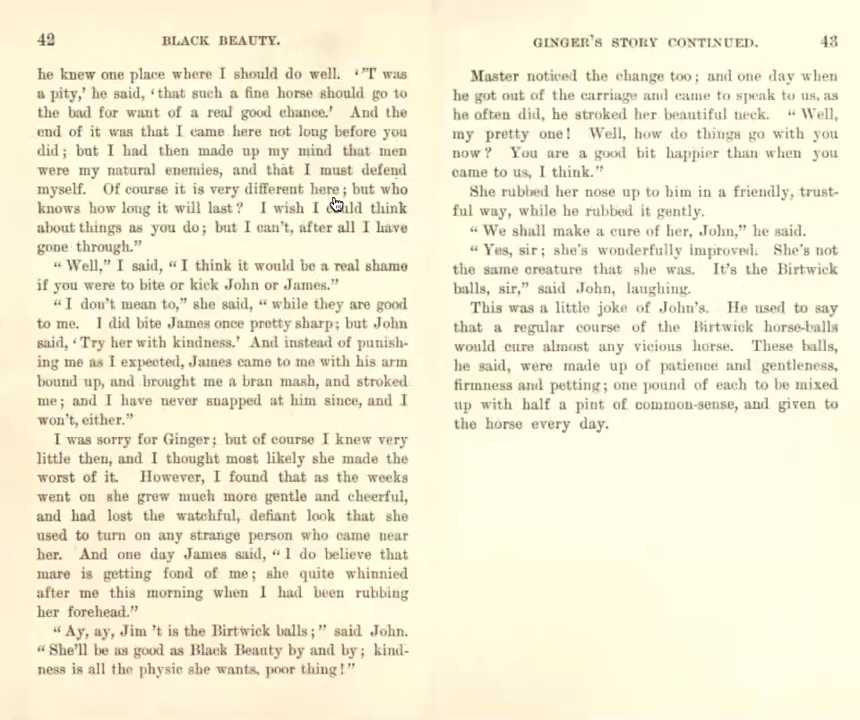 42
BLACK BEAUTY.
he knew one place where I should do well. ‘'T was
a pity,’ he said, ‘that such a fine horse should go to
the bad for want of a real good chance.’ And the
end of it was that I came here not long before you
did; but I had then made up my mind that men
were my natural enemies, and that I must defend
myself. Of course it is very different here; but who
knows how long it will last? I wish I could think
about things as you do; but I can't, after all I have
gone through.”
“Well,” I said, “I think it would be a real shame
if you were to bite or kick John or James.”
“I don't mean to,” she said, “while they are good
to me. I did bite James once pretty sharp; but John
said, ‘Try her with kindness.’ And instead of punish-
ing me as I expected, James came to me with his arm
bound up, and brought me a bran mash, and stroked
me; and I have never snapped at him since, and I
won't, either.”
I was sorry for Ginger; but of course I knew very
little then, and I thought most likely she made the
worst of it. However, I found that as the weeks
went on she grew much more gentle and cheerful,
and had lost the watchful, defiant look that she
used to turn on any strange person who came near
her. And one day James said, “I do believe that
mare is getting fond of me; she quite whinnied
after me this morning when I had been rubbing
her forehead.”
“Ay, ay, Jim 't is the Birtwick balls;” said John.
“She'll be as good as Black Beauty by and by; kind-
ness is all the physic she wants, poor thing!”
GINGER'S STORY CONTINUED.
43
Master noticed the change too; and one day when
he got out of the carriage and came to speak to us, as
he often did, he stroked her beautiful neck. “Well,
my pretty one! Well, how do things go with you
now? You are a good bit happier than when you
came to us, I think.”
She rubbed her nose up to him in a friendly, trust-
ful way, while he rubbed it gently.
“We shall make a cure of her, John,” he said.
“Yes, sir; she's wonderfully improved. She's not
the same creature that she was. It's the Birtwick
balls, sir,” said John, laughing.
This was a little joke of John's. He used to say
that a regular course of the Birtwick horse-balls
would cure almost any vicious horse. These balls,
he said, were made up of patience and gentleness,
firmness and petting; one pound of each to be mixed
up with half a pint of common-sense, and given to
the horse every day.